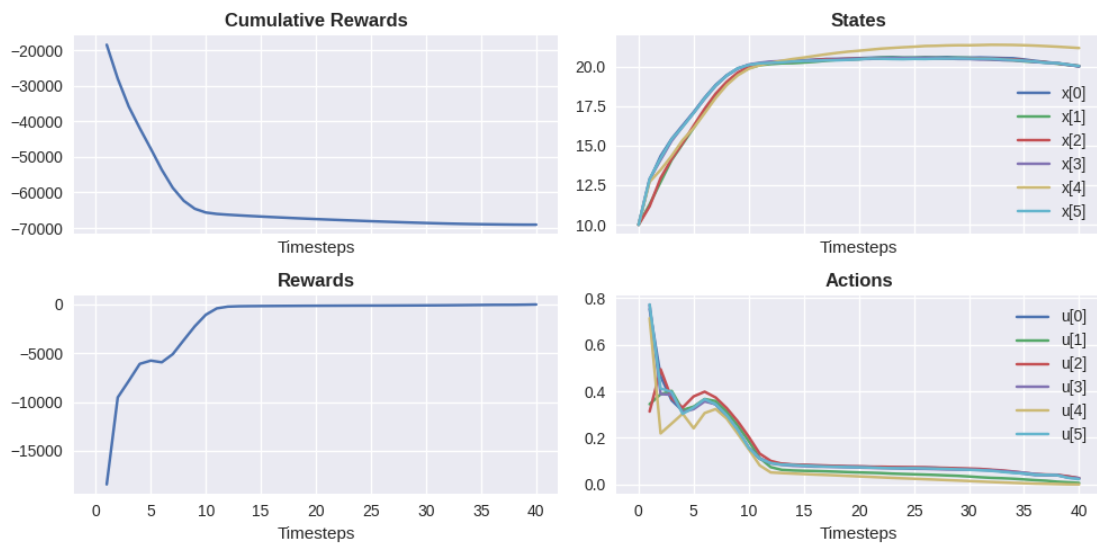 Cumulative Rewards
−20000
−30000
−40000
−50000
−60000
−70000
Timesteps
States
20.0
17.5
15.0
12.5
10.0
x[0]
x[1]
x[2]
x[3]
x[4]
x[5]
Timesteps
Rewards
0
−5000
−10000
−15000
0 5 10 15 20 25 30 35 40
Timesteps
Actions
0.8
0.6
0.4
0.2
0.0
u[0]
u[1]
u[2]
u[3]
u[4]
u[5]
0 5 10 15 20 25 30 35 40
Timesteps